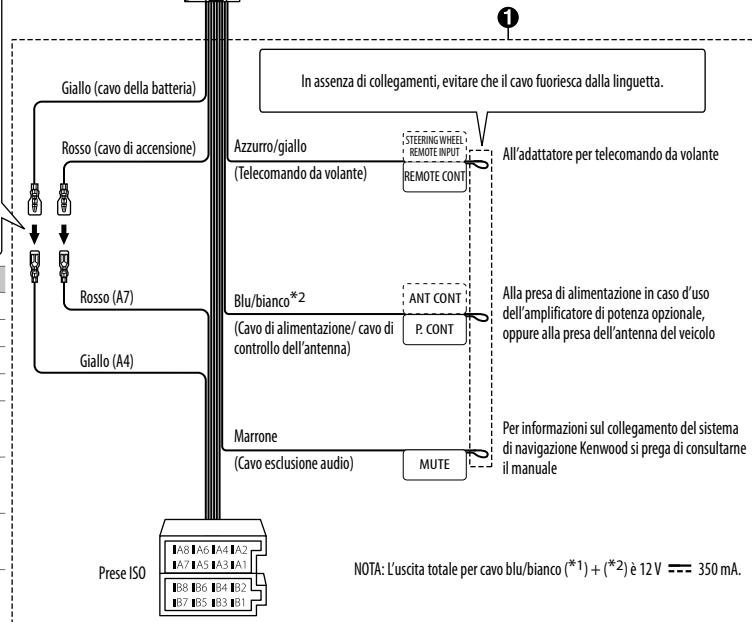 ❶
In assenza di collegamenti, evitare che il cavo fuoriesca dalla linguetta.
Giallo (cavo della batteria)
Rosso (cavo di accensione)
Azzurro/giallo
(Telecomando da volante)
STEERING WHEEL
REMOTE INPUT
REMOTE CONT
All'adattatore per telecomando da volante
Rosso (A7)
Giallo (A4)
Blu/bianco*2
(Cavo di alimentazione/ cavo di
controllo dell'antenna)
ANT CONT
P. CONT
Alla presa di alimentazione in caso d'uso
dell'amplificatore di potenza opzionale,
oppure alla presa dell'antenna del veicolo
Marrone
(Cavo esclusione audio)
MUTE
Per informazioni sul collegamento del sistema
di navigazione Kenwood si prega di consultarne
il manuale
Prese ISO
A8 A6 A4 A2
A7 A5 A3 A1
B8 B6 B4 B2
B7 B5 B3 B1
NOTA: L'uscita totale per cavo blu/bianco (*1) + (*2) è 12 V ⎓ 350 mA.